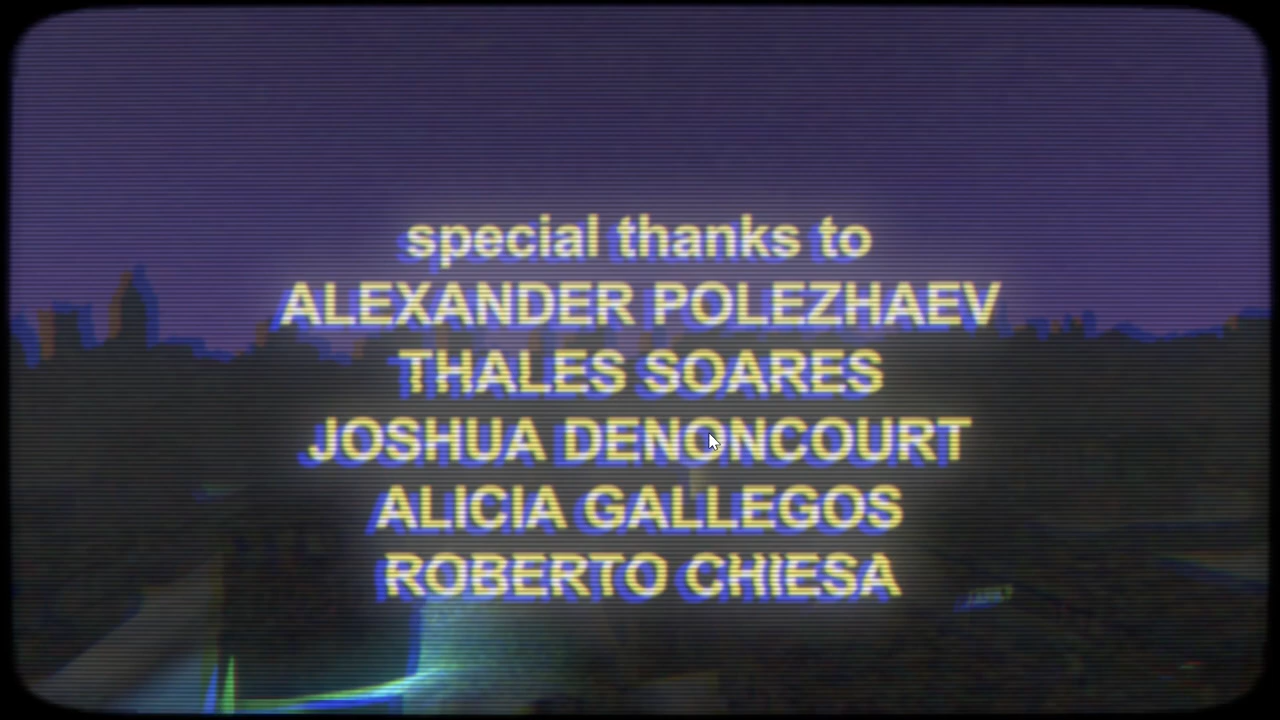 special thanks to
ALEXANDER POLEZHAEV
THALES SOARES
JOSHUA DENONCOURT
ALICIA GALLEGOS
ROBERTO CHIESA